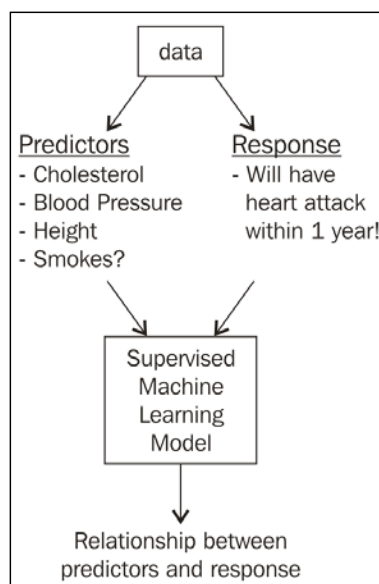 data
Predictors
- Cholesterol
- Blood Pressure
- Height
- Smokes?
Response
- Will have
heart attack
within 1 year!
Supervised
Machine
Learning
Model
Relationship between
predictors and response